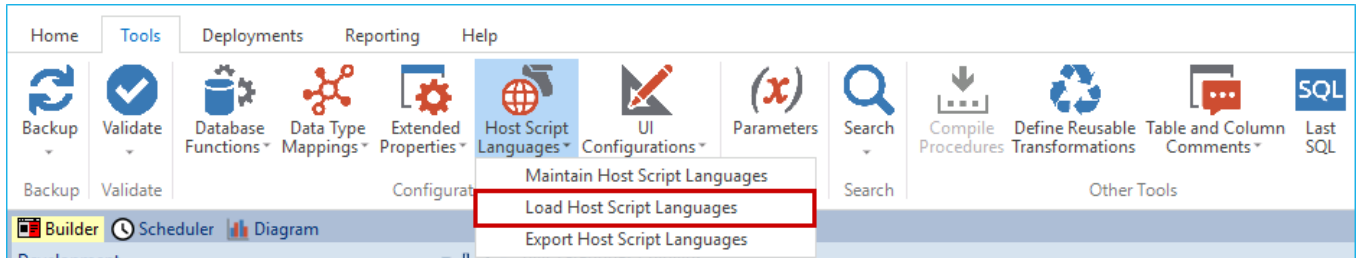 Home Tools Deployments Reporting Help
(x)
SQL
Backup Validate Database Data Type Extended Host Script UI Parameters Search Compile Define Reusable Table and Column Last
Functions Mappings Properties Languages Configurations Procedures Transformations Comments SQL
Backup Validate Configurat Search Other Tools
Maintain Host Script Languages
Load Host Script Languages
Export Host Script Languages
Builder Scheduler Diagram